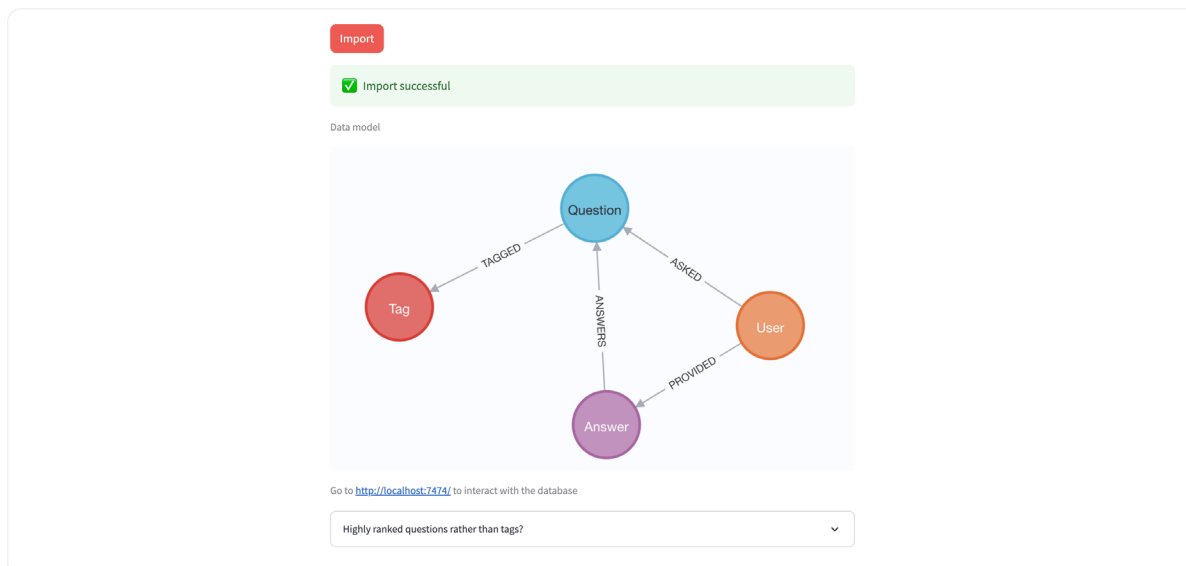 Import
✅ Import successful
Data model
Question
TAGGED
ASKED
Tag
ANSWERS
User
PROVIDED
Answer
Go to http://localhost:7474/ to interact with the database
Highly ranked questions rather than tags?